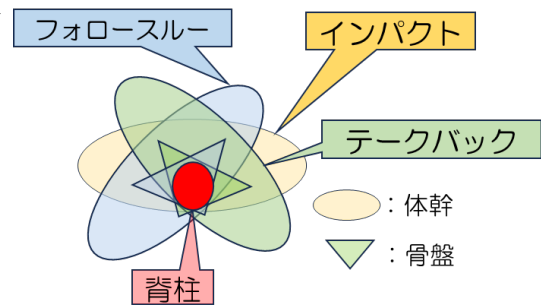 フォロースルー
インパクト
テークバック
：体幹
：骨盤
脊柱